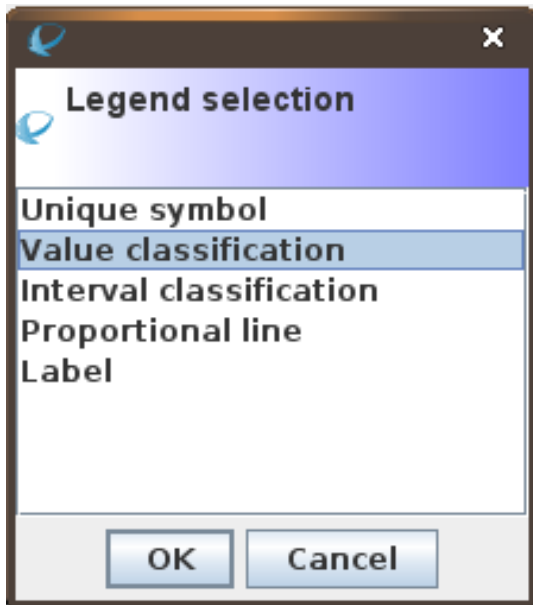 Legend selection
Unique symbol
Value classification
Interval classification
Proportional line
Label
OK Cancel